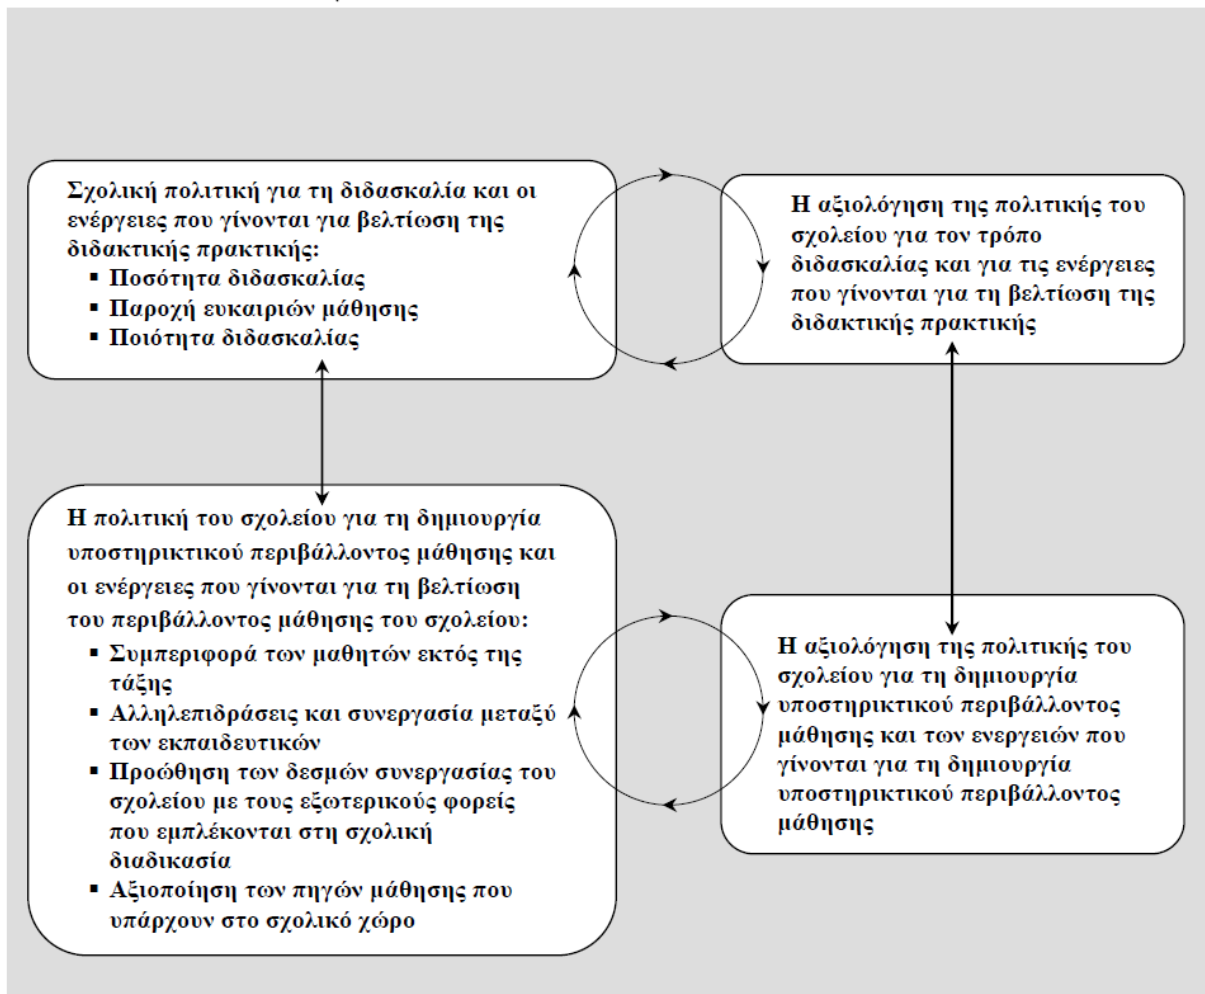 Σχολική πολιτική για τη διδασκαλία και οι
ενέργειες που γίνονται για βελτίωση της
διδακτικής πρακτικής:
▪ Ποσότητα διδασκαλίας
▪ Παροχή ευκαιριών μάθησης
▪ Ποιότητα διδασκαλίας
Η αξιολόγηση της πολιτικής του
σχολείου για τον τρόπο
διδασκαλίας και για τις ενέργειες
που γίνονται για τη βελτίωση της
διδακτικής πρακτικής
Η πολιτική του σχολείου για τη δημιουργία
υποστηρικτικού περιβάλλοντος μάθησης και
οι ενέργειες που γίνονται για τη βελτίωση
του περιβάλλοντος μάθησης του σχολείου:
▪ Συμπεριφορά των μαθητών εκτός της
τάξης
▪ Αλληλεπιδράσεις και συνεργασία μεταξύ
των εκπαιδευτικών
▪ Προώθηση των δεσμών συνεργασίας του
σχολείου με τους εξωτερικούς φορείς
που εμπλέκονται στη σχολική
διαδικασία
▪ Αξιοποίηση των πηγών μάθησης που
υπάρχουν στο σχολικό χώρο
Η αξιολόγηση της πολιτικής του
σχολείου για τη δημιουργία
υποστηρικτικού περιβάλλοντος
μάθησης και των ενεργειών που
γίνονται για τη δημιουργία
υποστηρικτικού περιβάλλοντος
μάθησης